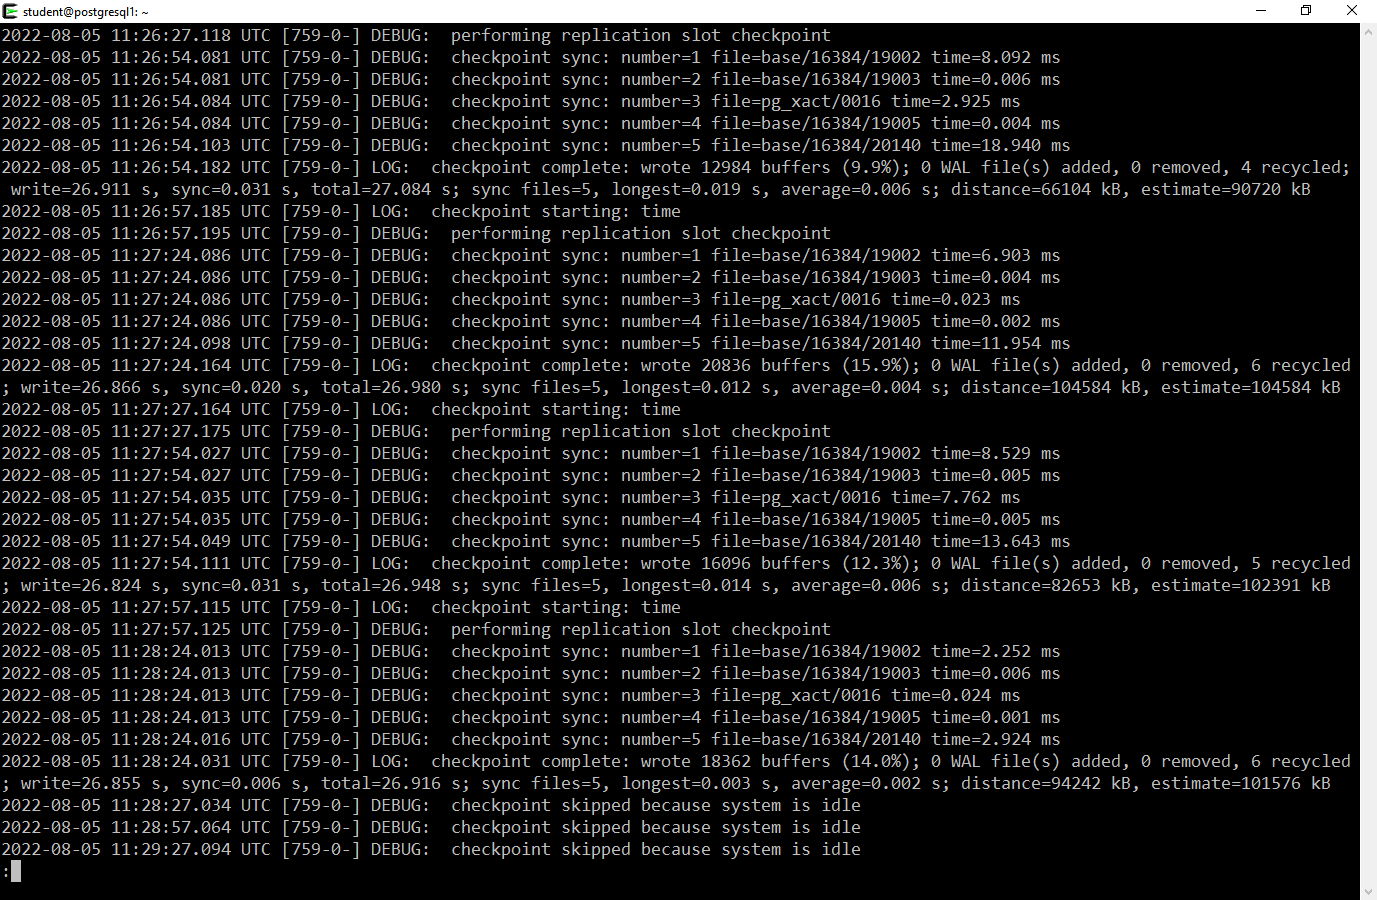 student@postgresql1: ~
2022-08-05 11:26:27.118 UTC [759-0-] DEBUG:  performing replication slot checkpoint
2022-08-05 11:26:54.081 UTC [759-0-] DEBUG:  checkpoint sync: number=1 file=base/16384/19002 time=8.092 ms
2022-08-05 11:26:54.081 UTC [759-0-] DEBUG:  checkpoint sync: number=2 file=base/16384/19003 time=0.006 ms
2022-08-05 11:26:54.084 UTC [759-0-] DEBUG:  checkpoint sync: number=3 file=pg_xact/0016 time=2.925 ms
2022-08-05 11:26:54.084 UTC [759-0-] DEBUG:  checkpoint sync: number=4 file=base/16384/19005 time=0.004 ms
2022-08-05 11:26:54.103 UTC [759-0-] DEBUG:  checkpoint sync: number=5 file=base/16384/20140 time=18.940 ms
2022-08-05 11:26:54.182 UTC [759-0-] LOG:  checkpoint complete: wrote 12984 buffers (9.9%); 0 WAL file(s) added, 0 removed, 4 recycled;
 write=26.911 s, sync=0.031 s, total=27.084 s; sync files=5, longest=0.019 s, average=0.006 s; distance=66104 kB, estimate=90720 kB
2022-08-05 11:26:57.185 UTC [759-0-] LOG:  checkpoint starting: time
2022-08-05 11:26:57.195 UTC [759-0-] DEBUG:  performing replication slot checkpoint
2022-08-05 11:27:24.086 UTC [759-0-] DEBUG:  checkpoint sync: number=1 file=base/16384/19002 time=6.903 ms
2022-08-05 11:27:24.086 UTC [759-0-] DEBUG:  checkpoint sync: number=2 file=base/16384/19003 time=0.004 ms
2022-08-05 11:27:24.086 UTC [759-0-] DEBUG:  checkpoint sync: number=3 file=pg_xact/0016 time=0.023 ms
2022-08-05 11:27:24.086 UTC [759-0-] DEBUG:  checkpoint sync: number=4 file=base/16384/19005 time=0.002 ms
2022-08-05 11:27:24.098 UTC [759-0-] DEBUG:  checkpoint sync: number=5 file=base/16384/20140 time=11.954 ms
2022-08-05 11:27:24.164 UTC [759-0-] LOG:  checkpoint complete: wrote 20836 buffers (15.9%); 0 WAL file(s) added, 0 removed, 6 recycled
; write=26.866 s, sync=0.020 s, total=26.980 s; sync files=5, longest=0.012 s, average=0.004 s; distance=104584 kB, estimate=104584 kB
2022-08-05 11:27:27.164 UTC [759-0-] LOG:  checkpoint starting: time
2022-08-05 11:27:27.175 UTC [759-0-] DEBUG:  performing replication slot checkpoint
2022-08-05 11:27:54.027 UTC [759-0-] DEBUG:  checkpoint sync: number=1 file=base/16384/19002 time=8.529 ms
2022-08-05 11:27:54.027 UTC [759-0-] DEBUG:  checkpoint sync: number=2 file=base/16384/19003 time=0.005 ms
2022-08-05 11:27:54.035 UTC [759-0-] DEBUG:  checkpoint sync: number=3 file=pg_xact/0016 time=7.762 ms
2022-08-05 11:27:54.035 UTC [759-0-] DEBUG:  checkpoint sync: number=4 file=base/16384/19005 time=0.005 ms
2022-08-05 11:27:54.049 UTC [759-0-] DEBUG:  checkpoint sync: number=5 file=base/16384/20140 time=13.643 ms
2022-08-05 11:27:54.111 UTC [759-0-] LOG:  checkpoint complete: wrote 16096 buffers (12.3%); 0 WAL file(s) added, 0 removed, 5 recycled
; write=26.824 s, sync=0.031 s, total=26.948 s; sync files=5, longest=0.014 s, average=0.006 s; distance=82653 kB, estimate=102391 kB
2022-08-05 11:27:57.115 UTC [759-0-] LOG:  checkpoint starting: time
2022-08-05 11:27:57.125 UTC [759-0-] DEBUG:  performing replication slot checkpoint
2022-08-05 11:28:24.013 UTC [759-0-] DEBUG:  checkpoint sync: number=1 file=base/16384/19002 time=2.252 ms
2022-08-05 11:28:24.013 UTC [759-0-] DEBUG:  checkpoint sync: number=2 file=base/16384/19003 time=0.006 ms
2022-08-05 11:28:24.013 UTC [759-0-] DEBUG:  checkpoint sync: number=3 file=pg_xact/0016 time=0.024 ms
2022-08-05 11:28:24.013 UTC [759-0-] DEBUG:  checkpoint sync: number=4 file=base/16384/19005 time=0.001 ms
2022-08-05 11:28:24.016 UTC [759-0-] DEBUG:  checkpoint sync: number=5 file=base/16384/20140 time=2.924 ms
2022-08-05 11:28:24.031 UTC [759-0-] LOG:  checkpoint complete: wrote 18362 buffers (14.0%); 0 WAL file(s) added, 0 removed, 6 recycled
; write=26.855 s, sync=0.006 s, total=26.916 s; sync files=5, longest=0.003 s, average=0.002 s; distance=94242 kB, estimate=101576 kB
2022-08-05 11:28:27.034 UTC [759-0-] DEBUG:  checkpoint skipped because system is idle
2022-08-05 11:28:57.064 UTC [759-0-] DEBUG:  checkpoint skipped because system is idle
2022-08-05 11:29:27.094 UTC [759-0-] DEBUG:  checkpoint skipped because system is idle
: